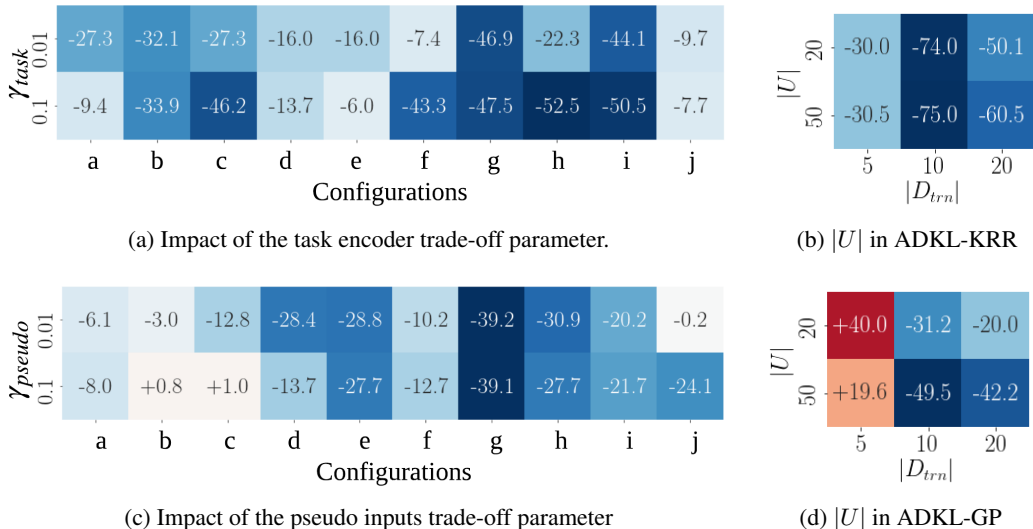 γ_task
0.01
-27.3 -32.1 -27.3 -16.0 -16.0 -7.4 -46.9 -22.3 -44.1 -9.7
0.1
-9.4 -33.9 -46.2 -13.7 -6.0 -43.3 -47.5 -52.5 -50.5 -7.7
a b c d e f g h i j
Configurations
(a) Impact of the task encoder trade-off parameter.
|U|
20
-30.0 -74.0 -50.1
50
-30.5 -75.0 -60.5
5 10 20
|D_trn|
(b) |U| in ADKL-KRR
γ_pseudo
0.01
-6.1 -3.0 -12.8 -28.4 -28.8 -10.2 -39.2 -30.9 -20.2 -0.2
0.1
-8.0 +0.8 +1.0 -13.7 -27.7 -12.7 -39.1 -27.7 -21.7 -24.1
a b c d e f g h i j
Configurations
(c) Impact of the pseudo inputs trade-off parameter
|U|
20
+40.0 -31.2 -20.0
50
+19.6 -49.5 -42.2
5 10 20
|D_trn|
(d) |U| in ADKL-GP